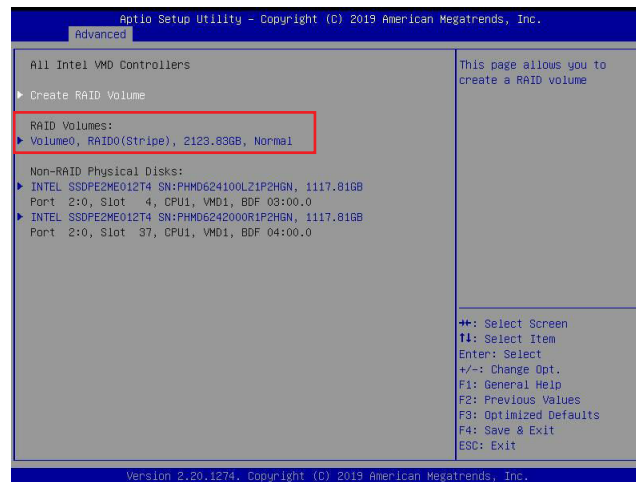 Aptio Setup Utility – Copyright (C) 2019 American Megatrends, Inc.
Advanced
All Intel VMD Controllers
▶ Create RAID Volume
RAID Volumes:
▶ Volume0, RAID0(Stripe), 2123.83GB, Normal
Non-RAID Physical Disks:
▶ INTEL SSDPE2ME012T4 SN:PHMD624100LZ1P2HGN, 1117.81GB
Port 2:0, Slot 4, CPU1, VMD1, BDF 03:00.0
▶ INTEL SSDPE2ME012T4 SN:PHMD6242000R1P2HGN, 1117.81GB
Port 2:0, Slot 37, CPU1, VMD1, BDF 04:00.0
This page allows you to
create a RAID volume
→←: Select Screen
↑↓: Select Item
Enter: Select
+/-: Change Opt.
F1: General Help
F2: Previous Values
F3: Optimized Defaults
F4: Save & Exit
ESC: Exit
Version 2.20.1274. Copyright (C) 2019 American Megatrends, Inc.